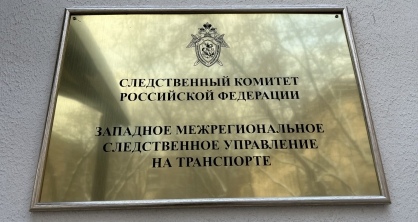 СЛЕДСТВЕННЫЙ КОМИТЕТ
РОССИЙСКОЙ ФЕДЕРАЦИИ
ЗАПАДНОЕ МЕЖРЕГИОНАЛЬНОЕ
СЛЕДСТВЕННОЕ УПРАВЛЕНИЕ
НА ТРАНСПОРТЕ